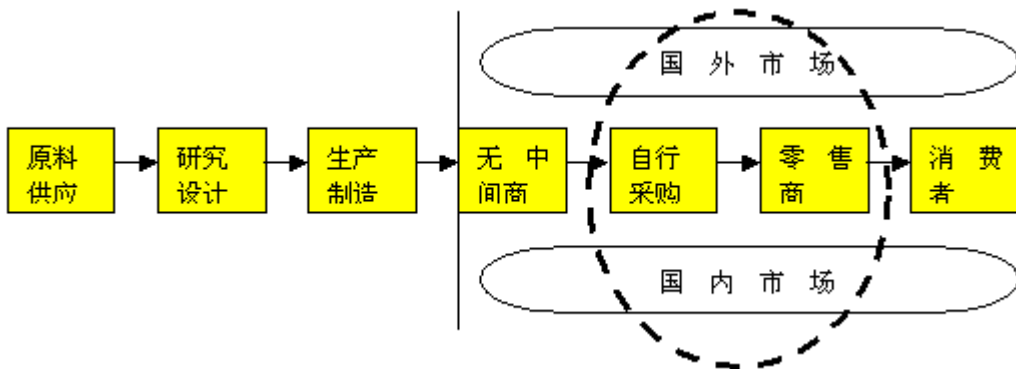 国 外 市 场
原料
供应
研究
设计
生产
制造
无 中
间商
自行
采购
零 售
商
消 费
者
国 内 市 场